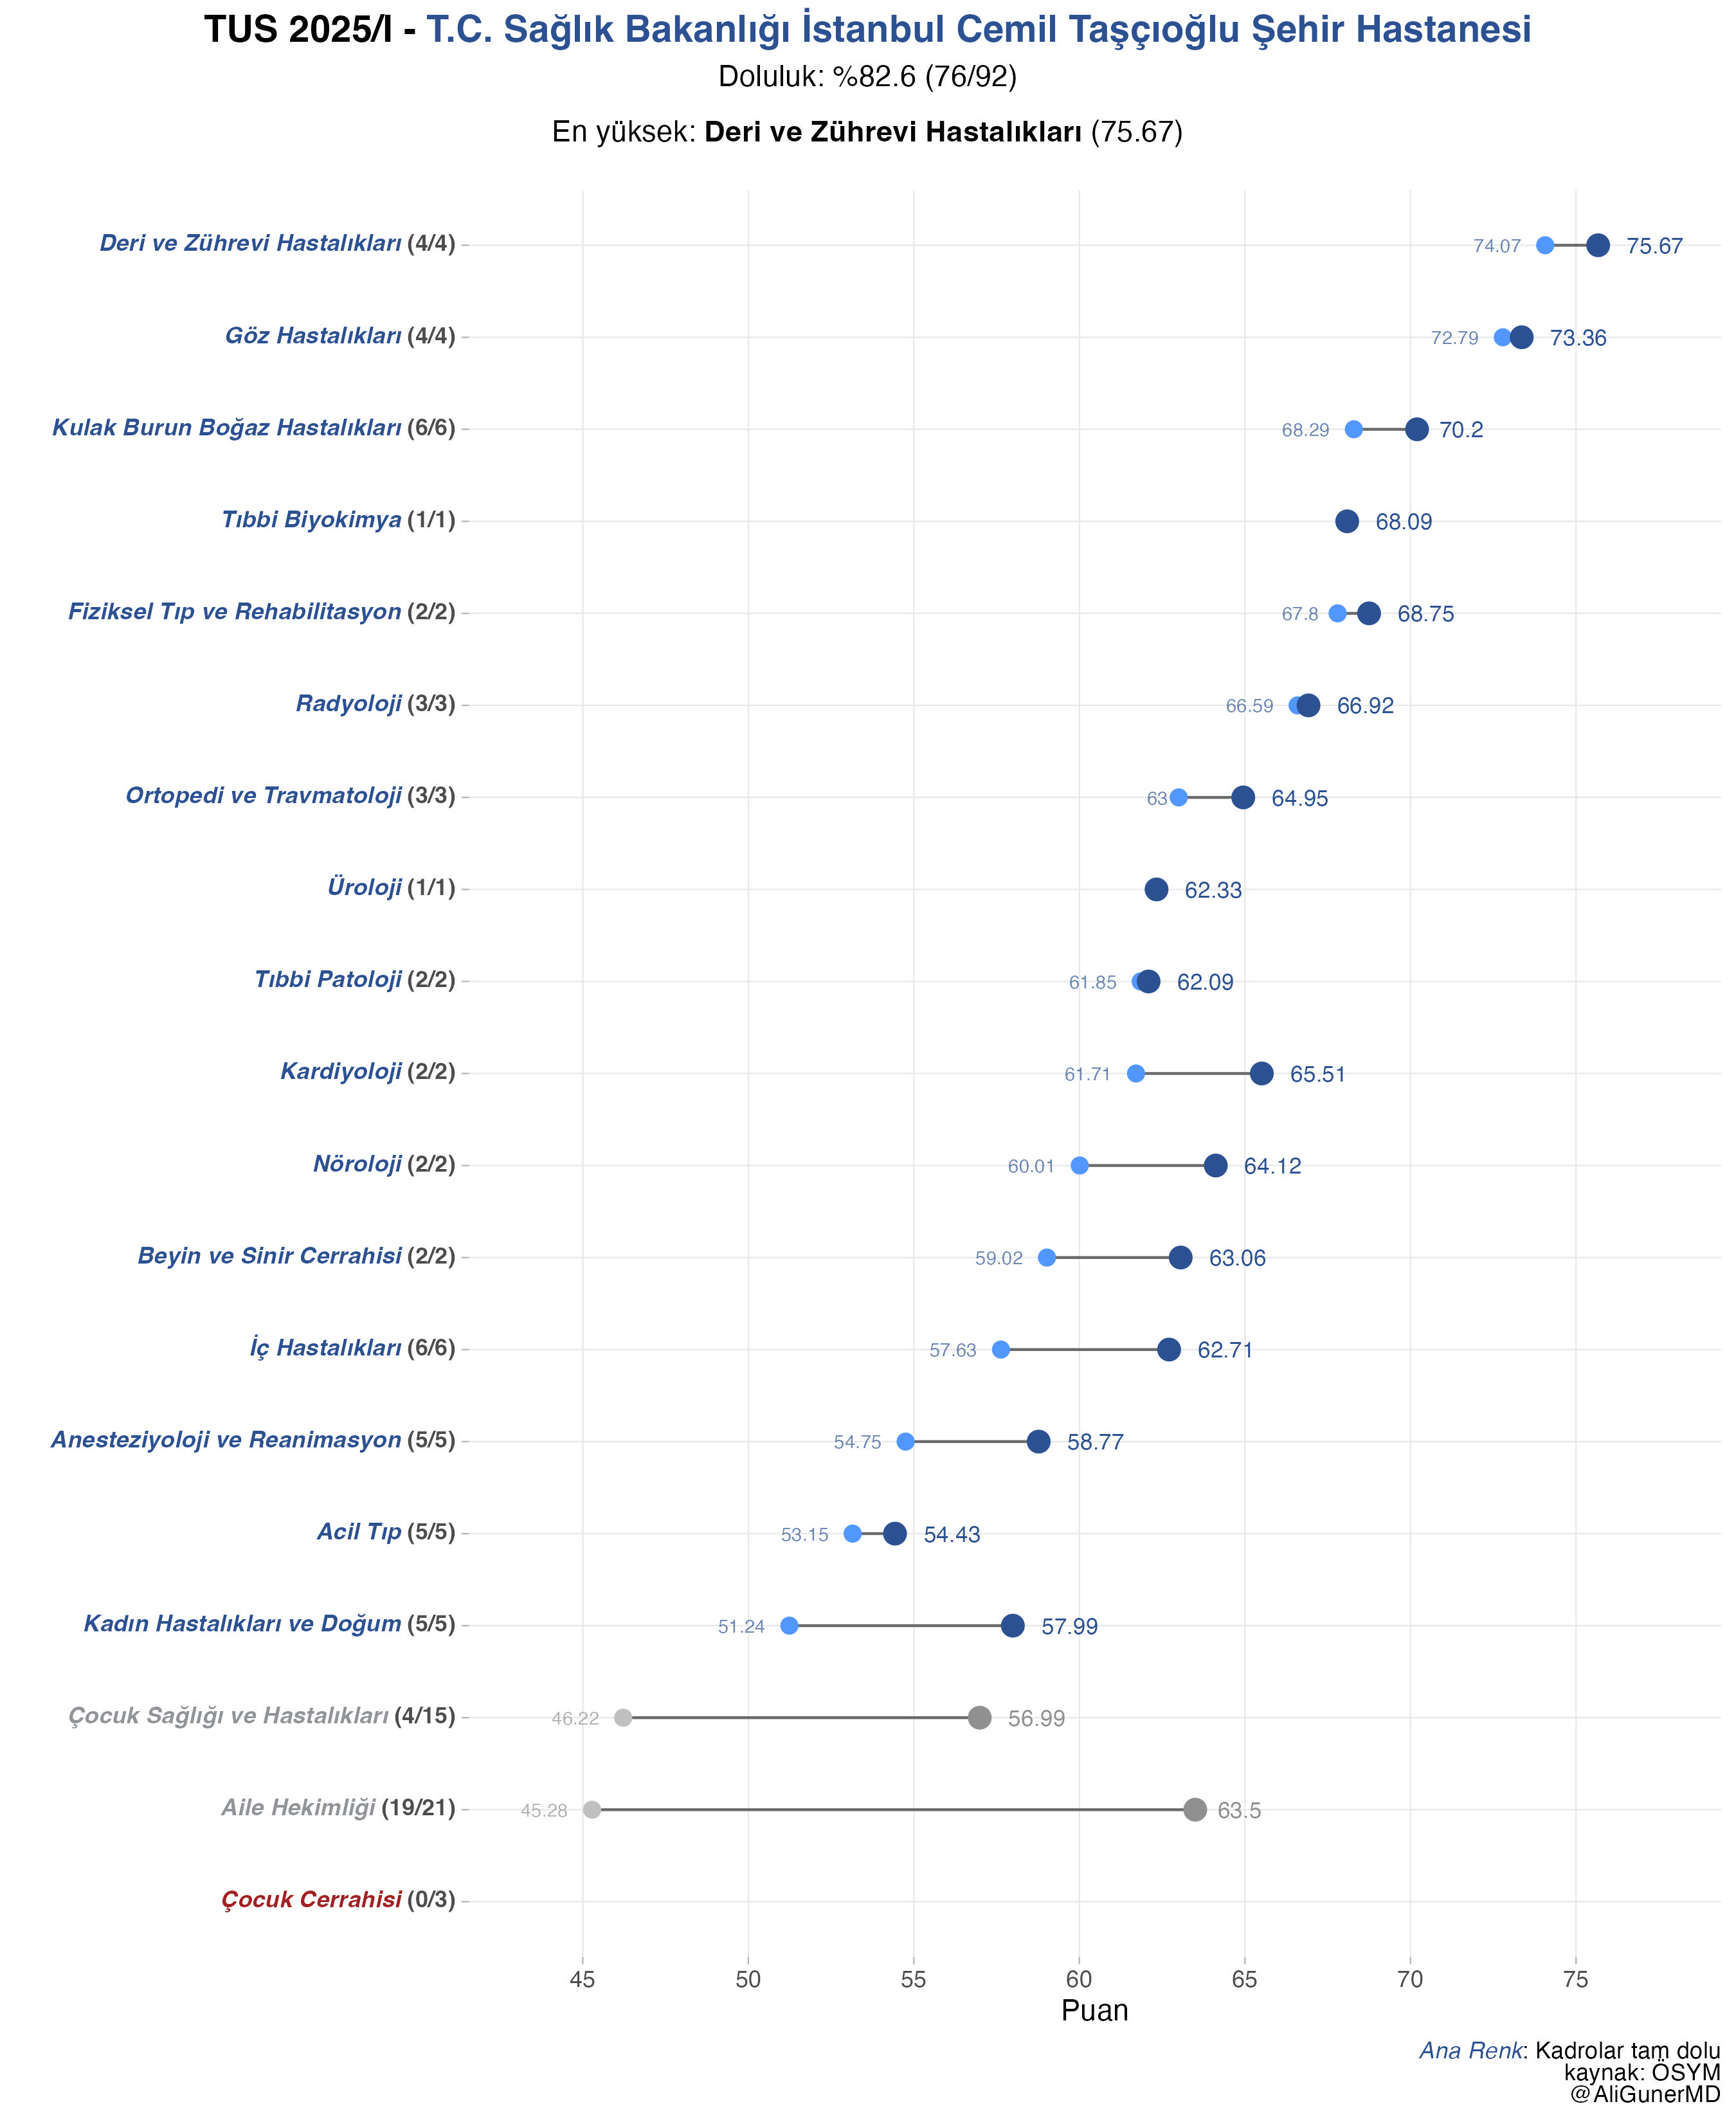 TUS 2025/I - T.C. Sağlık Bakanlığı İstanbul Cemil Taşçıoğlu Şehir Hastanesi
Doluluk: %82.6 (76/92)
En yüksek: Deri ve Zührevi Hastalıkları (75.67)
Deri ve Zührevi Hastalıkları (4/4) 74.07 75.67
Göz Hastalıkları (4/4) 72.79 73.36
Kulak Burun Boğaz Hastalıkları (6/6) 68.29 70.2
Tıbbi Biyokimya (1/1) 68.09
Fiziksel Tıp ve Rehabilitasyon (2/2) 67.8 68.75
Radyoloji (3/3) 66.59 66.92
Ortopedi ve Travmatoloji (3/3) 63 64.95
Üroloji (1/1) 62.33
Tıbbi Patoloji (2/2) 61.85 62.09
Kardiyoloji (2/2) 61.71 65.51
Nöroloji (2/2) 60.01 64.12
Beyin ve Sinir Cerrahisi (2/2) 59.02 63.06
İç Hastalıkları (6/6) 57.63 62.71
Anesteziyoloji ve Reanimasyon (5/5) 54.75 58.77
Acil Tıp (5/5) 53.15 54.43
Kadın Hastalıkları ve Doğum (5/5) 51.24 57.99
Çocuk Sağlığı ve Hastalıkları (4/15) 46.22 56.99
Aile Hekimliği (19/21) 45.28 63.5
Çocuk Cerrahisi (0/3)
45 50 55 60 65 70 75
Puan
Ana Renk: Kadrolar tam dolu
kaynak: ÖSYM
@AliGunerMD